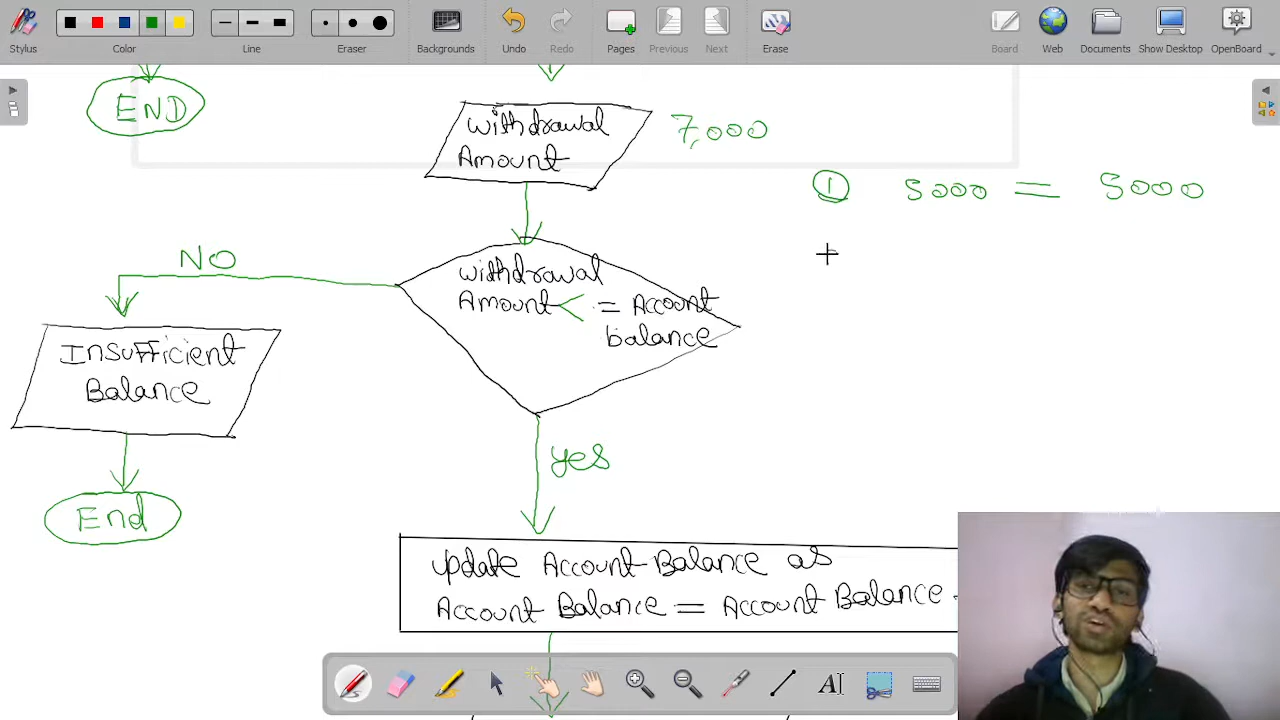 Stylus
Color
Line
Eraser
Backgrounds
Undo
Redo
Pages
Previous
Next
Erase
Board
Web
Documents
Show Desktop
OpenBoard
END
Withdrawal
Amount
7,000
① 5000 = 5000
NO
Withdrawal
Amount < = Account
balance
Insufficient
Balance
yes
End
update Account Balance as
Account Balance = Account Balance -